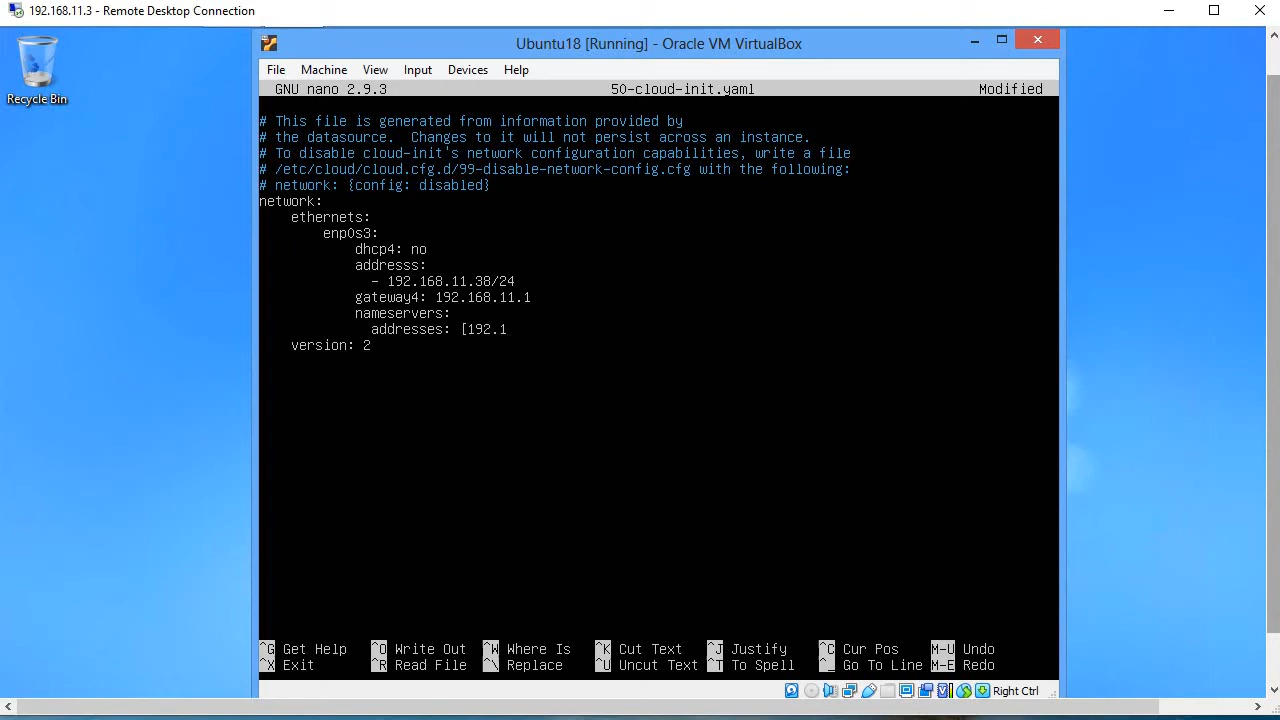 192.168.11.3 - Remote Desktop Connection
Recycle Bin
Ubuntu18 [Running] - Oracle VM VirtualBox
File Machine View Input Devices Help
GNU nano 2.9.3 50-cloud-init.yaml Modified
# This file is generated from information provided by
# the datasource.  Changes to it will not persist across an instance.
# To disable cloud-init's network configuration capabilities, write a file
# /etc/cloud/cloud.cfg.d/99-disable-network-config.cfg with the following:
# network: {config: disabled}
network:
    ethernets:
        enp0s3:
            dhcp4: no
            addresss:
              - 192.168.11.38/24
            gateway4: 192.168.11.1
            nameservers:
              addresses: [192.1
    version: 2
^G Get Help ^O Write Out ^W Where Is ^K Cut Text ^J Justify ^C Cur Pos M-U Undo
^X Exit ^R Read File ^\ Replace ^U Uncut Text ^T To Spell ^_ Go To Line M-E Redo
Right Ctrl